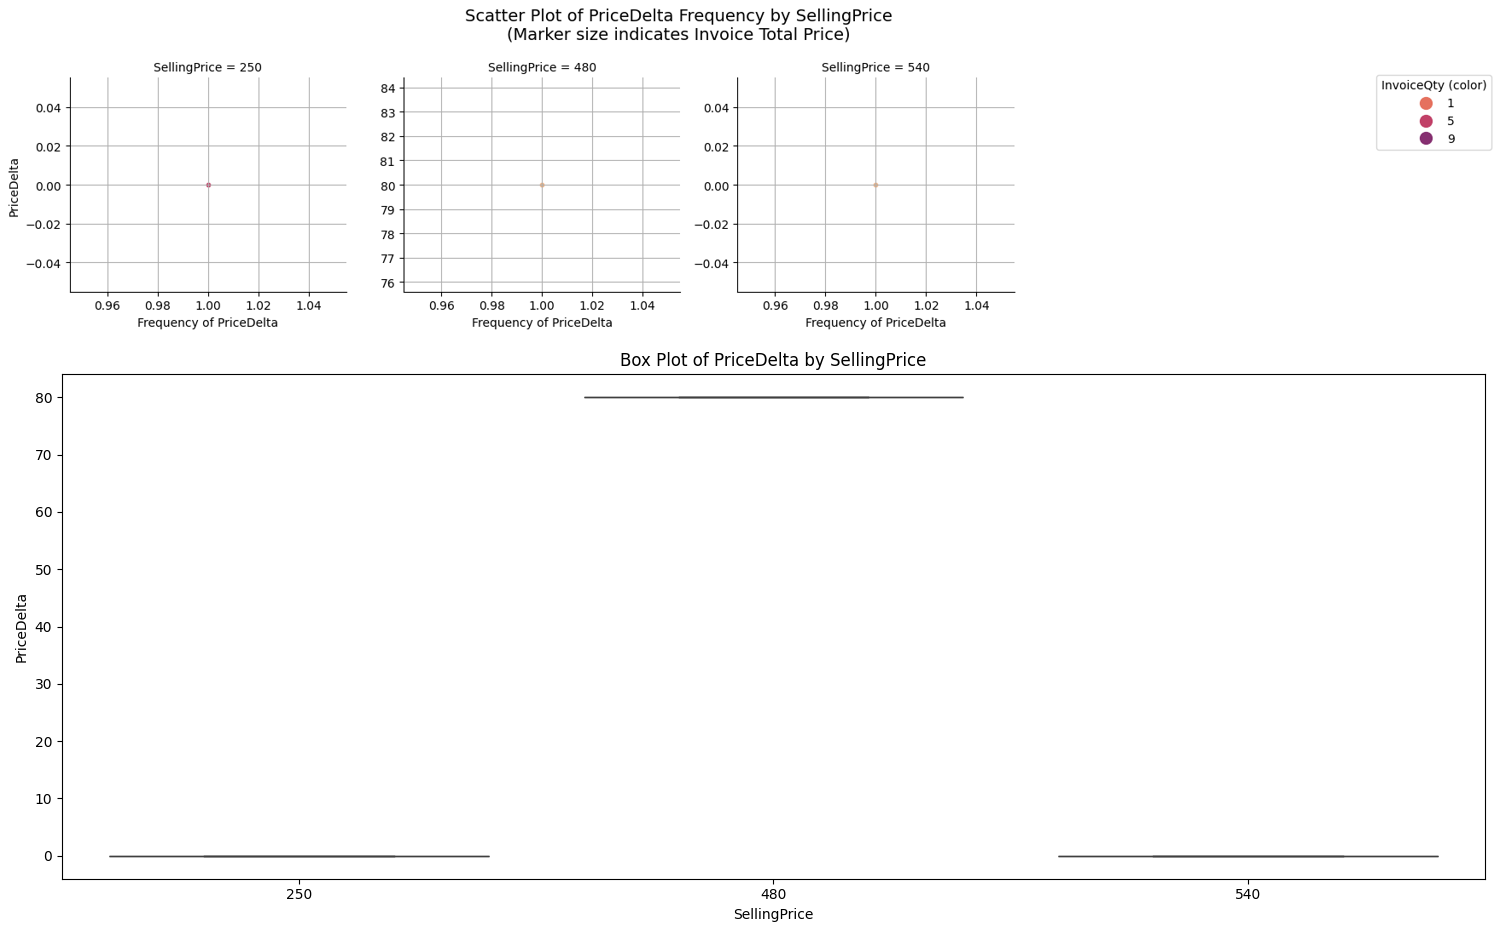 Scatter Plot of PriceDelta Frequency by SellingPrice
(Marker size indicates Invoice Total Price)
SellingPrice = 250
SellingPrice = 480
SellingPrice = 540
InvoiceQty (color)
1
5
9
PriceDelta
0.04
0.02
0.00
−0.02
−0.04
0.96 0.98 1.00 1.02 1.04
Frequency of PriceDelta
84
83
82
81
80
79
78
77
76
0.96 0.98 1.00 1.02 1.04
Frequency of PriceDelta
0.04
0.02
0.00
−0.02
−0.04
0.96 0.98 1.00 1.02 1.04
Frequency of PriceDelta
Box Plot of PriceDelta by SellingPrice
PriceDelta
80
70
60
50
40
30
20
10
0
250 480 540
SellingPrice